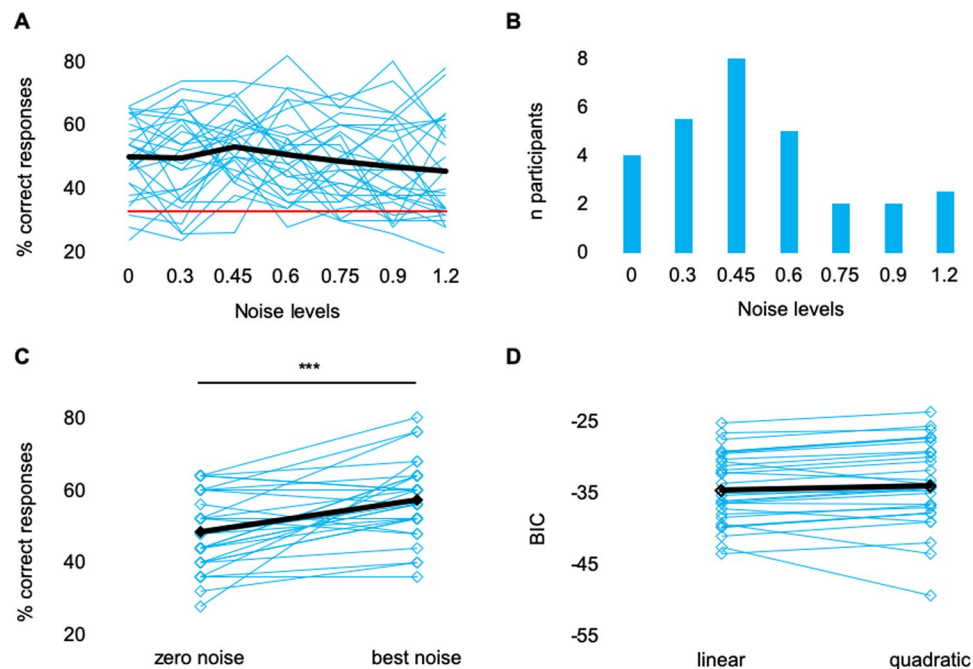 A
% correct responses
80
60
40
20
0 0.3 0.45 0.6 0.75 0.9 1.2
Noise levels
B
n participants
8
6
4
2
0
0 0.3 0.45 0.6 0.75 0.9 1.2
Noise levels
C
***
% correct responses
80
60
40
20
zero noise best noise
D
BIC
-25
-35
-45
-55
linear quadratic